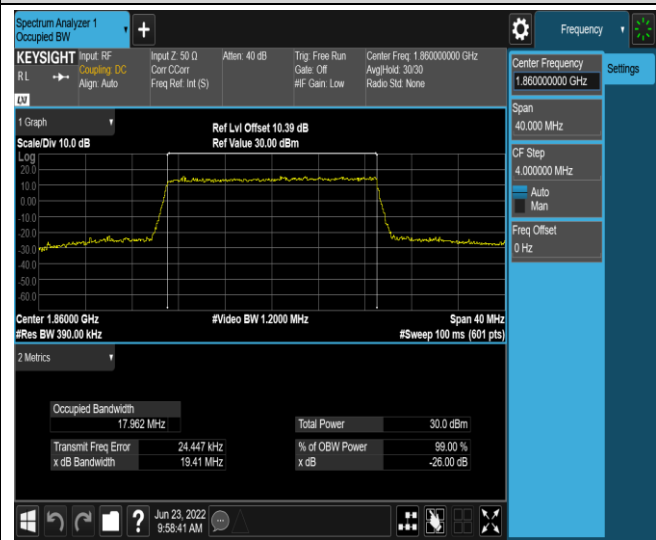 Spectrum Analyzer 1
Occupied BW
+
Frequency
KEYSIGHT
RL
LXI
Input: RF
Coupling: DC
Align: Auto
Input Z: 50 Ω
Corr CCorr
Freq Ref: Int (S)
Atten: 40 dB
Trig: Free Run
Gate: Off
#IF Gain: Low
Center Freq: 1.860000000 GHz
Avg|Hold: 30/30
Radio Std: None
Center Frequency
1.860000000 GHz
Settings
Span
40.000 MHz
CF Step
4.000000 MHz
Auto
Man
Freq Offset
0 Hz
1 Graph
Scale/Div 10.0 dB
Ref Lvl Offset 10.39 dB
Ref Value 30.00 dBm
Log
20.0
10.0
0.00
-10.0
-20.0
-30.0
-40.0
-50.0
-60.0
Center 1.86000 GHz
#Video BW 1.2000 MHz
Span 40 MHz
#Res BW 390.00 kHz
#Sweep 100 ms (601 pts)
2 Metrics
Occupied Bandwidth
17.962 MHz
Total Power 30.0 dBm
Transmit Freq Error 24.447 kHz
% of OBW Power 99.00 %
x dB Bandwidth 19.41 MHz
x dB -26.00 dB
?
Jun 23, 2022
9:58:41 AM